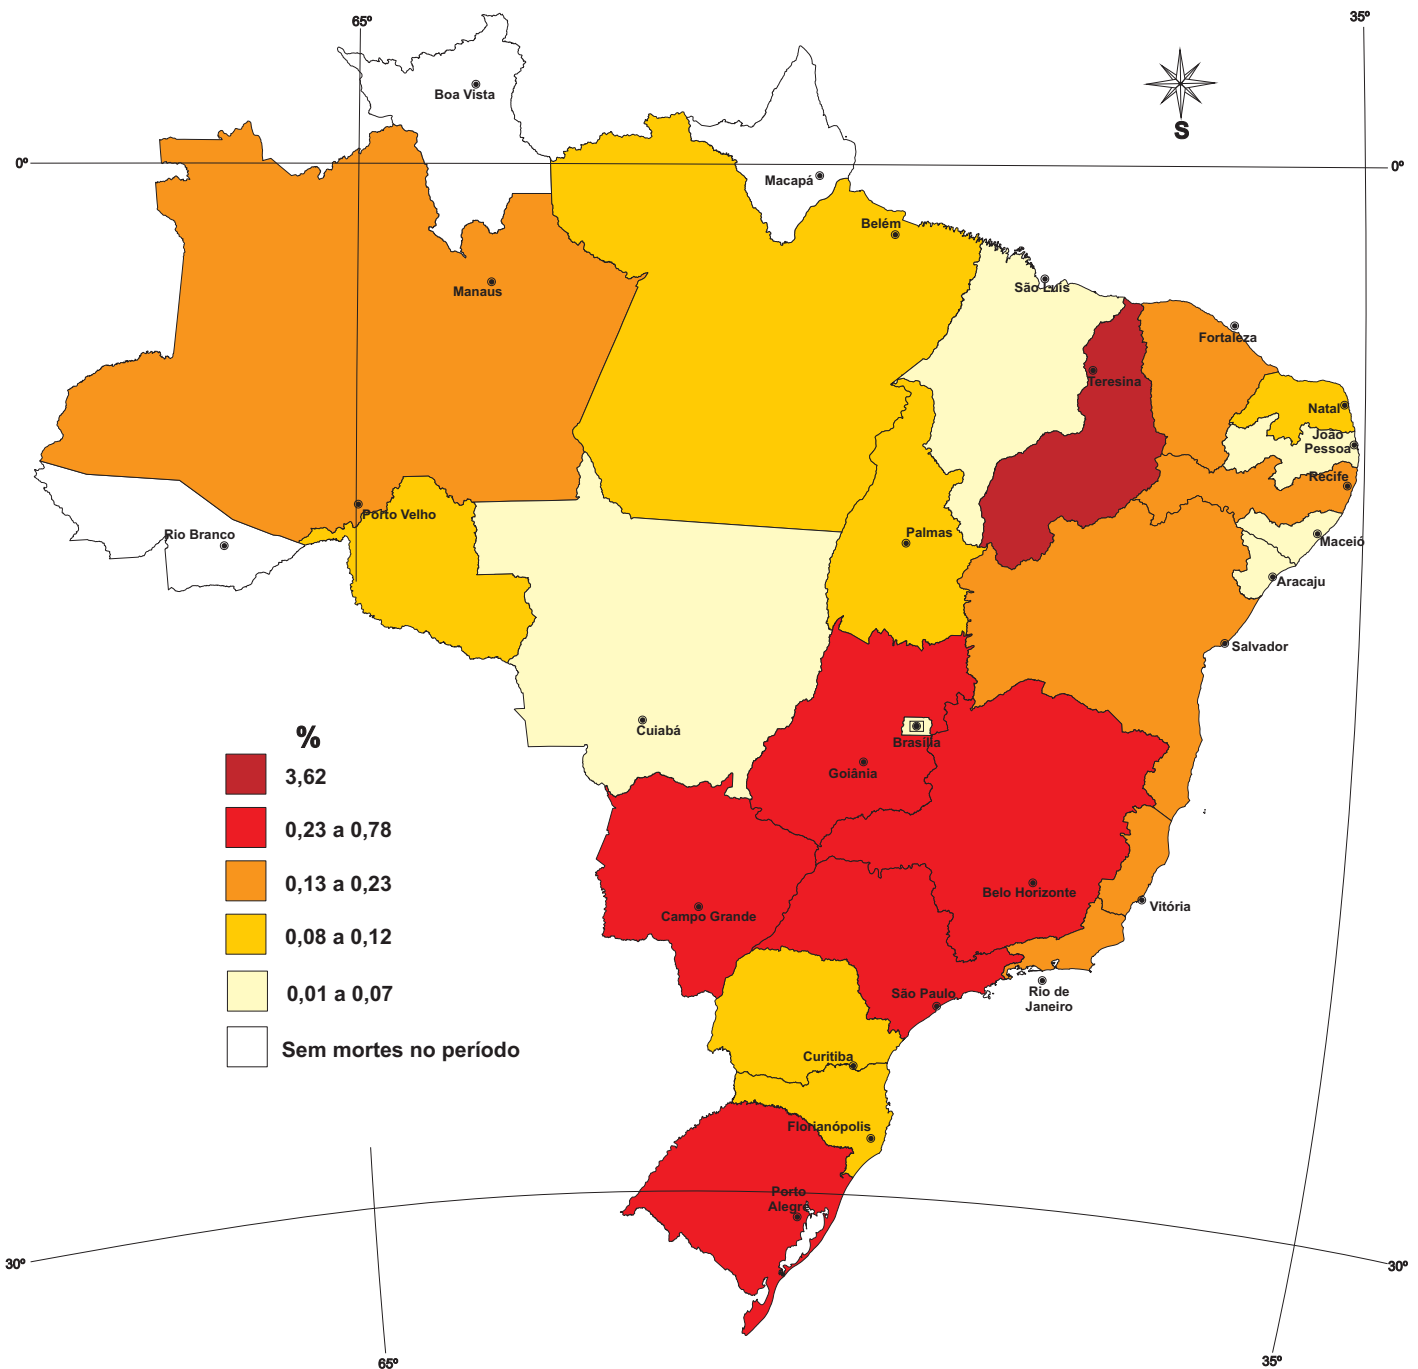 65º
35º
Boa Vista
S
0º
0º
Macapá
Belém
São Luis
Manaus
Fortaleza
Teresina
Natal
João
Pessoa
Recife
Porto Velho
Rio Branco
Palmas
Maceió
Aracaju
Salvador
Cuiabá
Brasília
Goiânia
%
3,62
0,23 a 0,78
0,13 a 0,23
0,08 a 0,12
0,01 a 0,07
Sem mortes no período
Belo Horizonte
Campo Grande
Vitória
São Paulo
Rio de
Janeiro
Curitiba
Florianópolis
Porto
Alegre
30º
30º
65º
35º